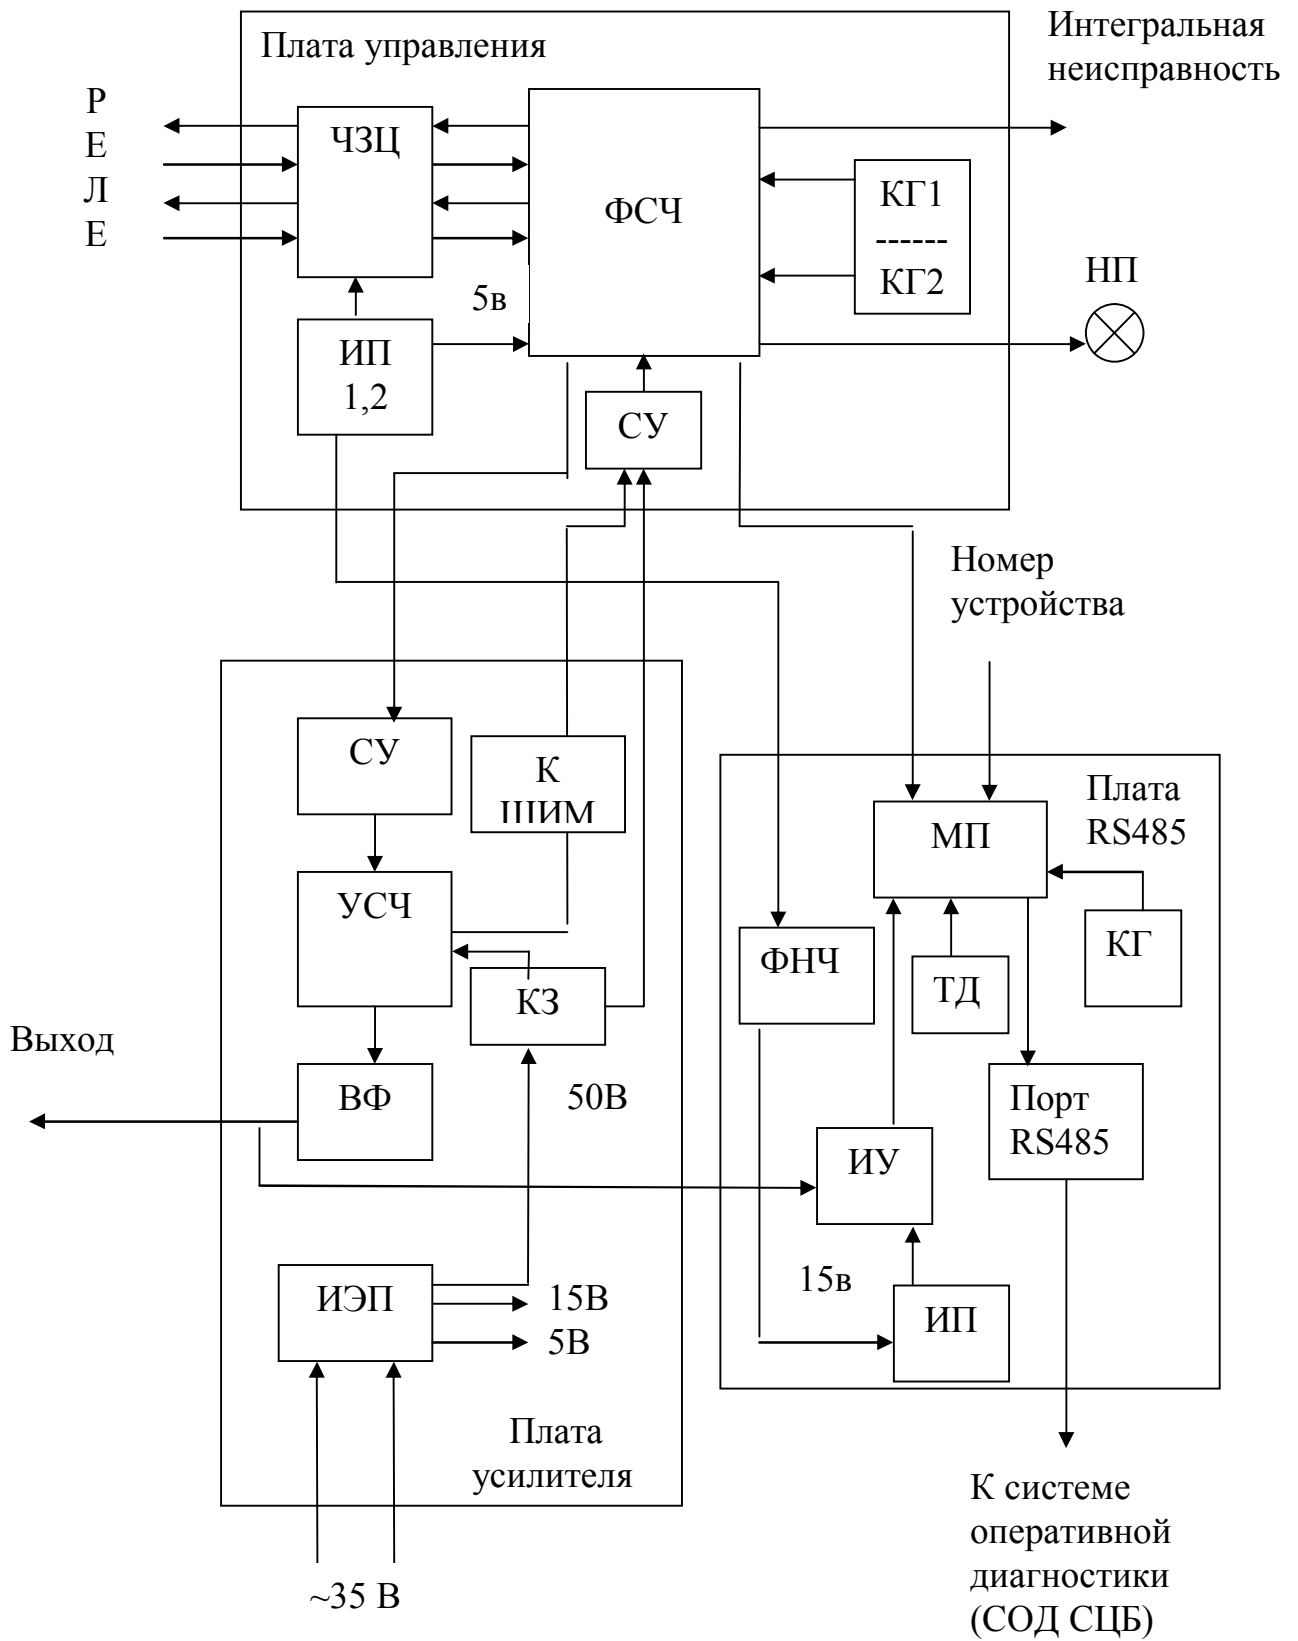 Плата управления
Интегральная
неисправность
Р
Е
Л
Е
ЧЗЦ
ФСЧ
КГ1
------
КГ2
НП
5в
ИП
1,2
СУ
Номер
устройства
СУ
К
ШИМ
УСЧ
КЗ
Выход
ВФ
50В
ИЭП
15В
5В
Плата
усилителя
~35 В
Плата
RS485
МП
КГ
ФНЧ
ТД
Порт
RS485
ИУ
15в
ИП
К системе
оперативной
диагностики
(СОД СЦБ)